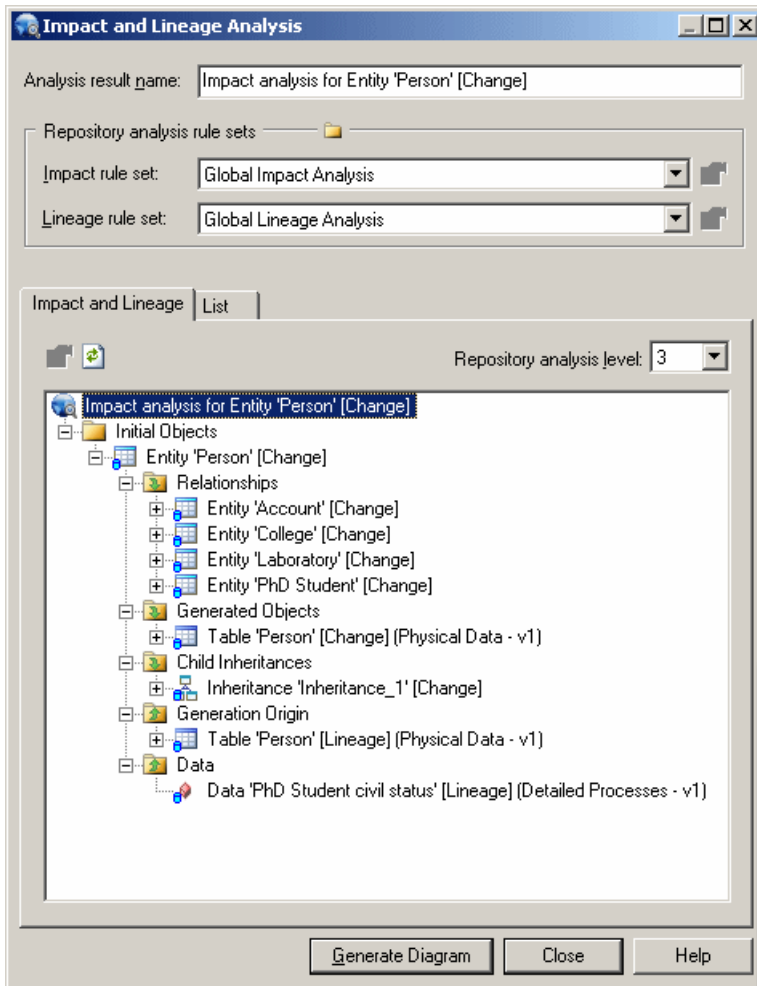 Impact and Lineage Analysis
Analysis result name: Impact analysis for Entity 'Person' [Change]
Repository analysis rule sets
Impact rule set: Global Impact Analysis
Lineage rule set: Global Lineage Analysis
Impact and Lineage List
Repository analysis level: 3
Impact analysis for Entity 'Person' [Change]
Initial Objects
Entity 'Person' [Change]
Relationships
Entity 'Account' [Change]
Entity 'College' [Change]
Entity 'Laboratory' [Change]
Entity 'PhD Student' [Change]
Generated Objects
Table 'Person' [Change] (Physical Data - v1)
Child Inheritances
Inheritance 'Inheritance_1' [Change]
Generation Origin
Table 'Person' [Lineage] (Physical Data - v1)
Data
Data 'PhD Student civil status' [Lineage] (Detailed Processes - v1)
Generate Diagram Close Help